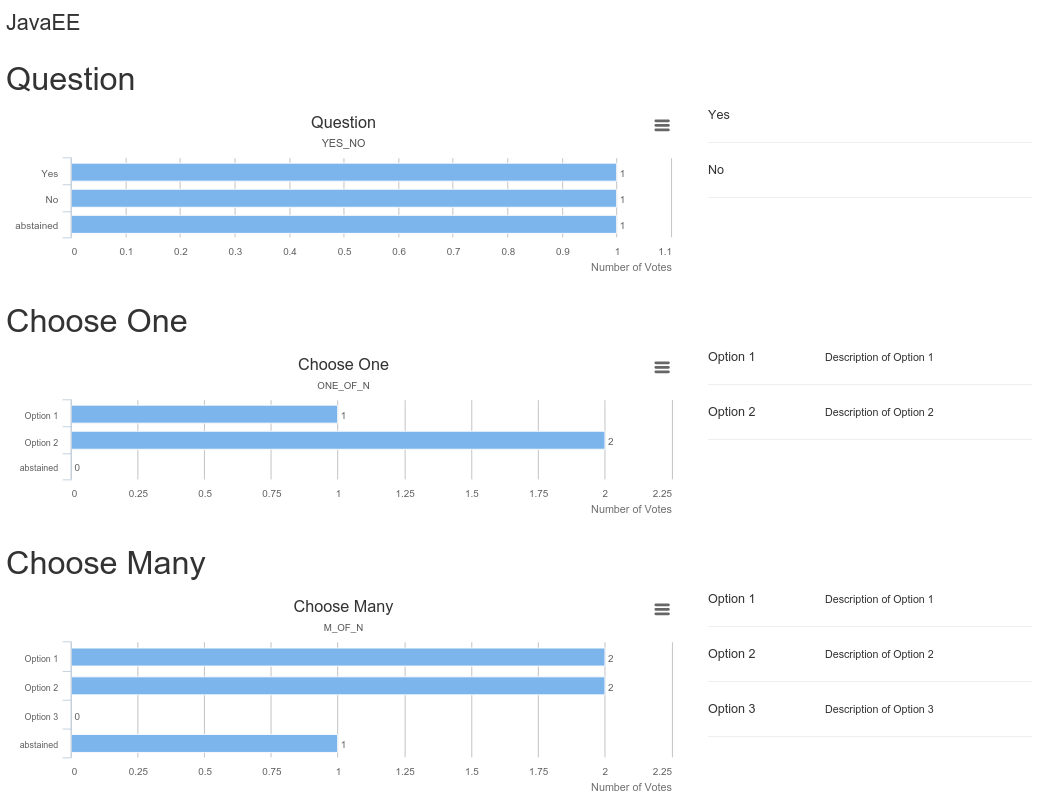 JavaEE
Question
Question
YES_NO
Yes 1
No 1
abstained 1
0 0.1 0.2 0.3 0.4 0.5 0.6 0.7 0.8 0.9 1 1.1
Number of Votes
Yes
No
Choose One
Choose One
ONE_OF_N
Option 1 1
Option 2 2
abstained 0
0 0.25 0.5 0.75 1 1.25 1.5 1.75 2 2.25
Number of Votes
Option 1 Description of Option 1
Option 2 Description of Option 2
Choose Many
Choose Many
M_OF_N
Option 1 2
Option 2 2
Option 3 0
abstained 1
0 0.25 0.5 0.75 1 1.25 1.5 1.75 2 2.25
Number of Votes
Option 1 Description of Option 1
Option 2 Description of Option 2
Option 3 Description of Option 3